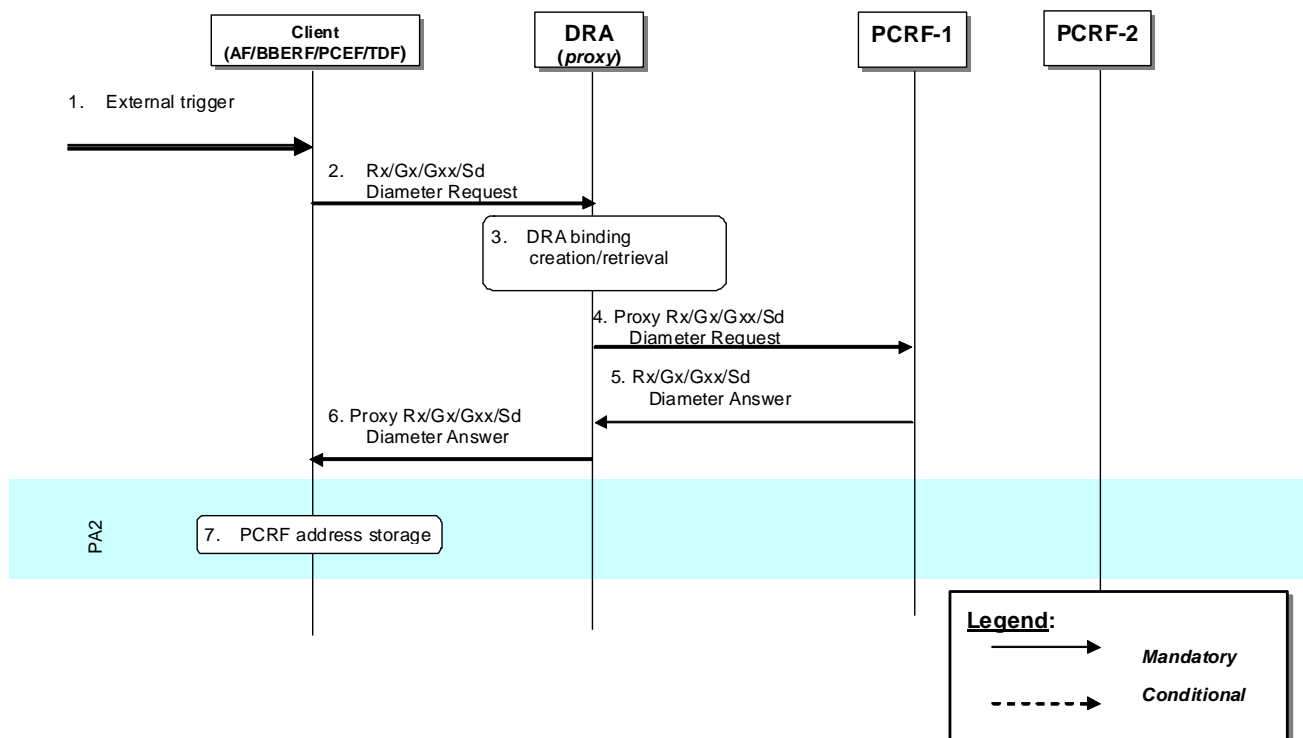 Client
(AF/BBERF/PCEF/TDF)
DRA
(proxy)
PCRF-1
PCRF-2
1. External trigger
2. Rx/Gx/Gxx/Sd
Diameter Request
3. DRA binding
creation/retrieval
4. Proxy Rx/Gx/Gxx/Sd
Diameter Request
5. Rx/Gx/Gxx/Sd
Diameter Answer
6. Proxy Rx/Gx/Gxx/Sd
Diameter Answer
PA2
7. PCRF address storage
Legend:
Mandatory
Conditional